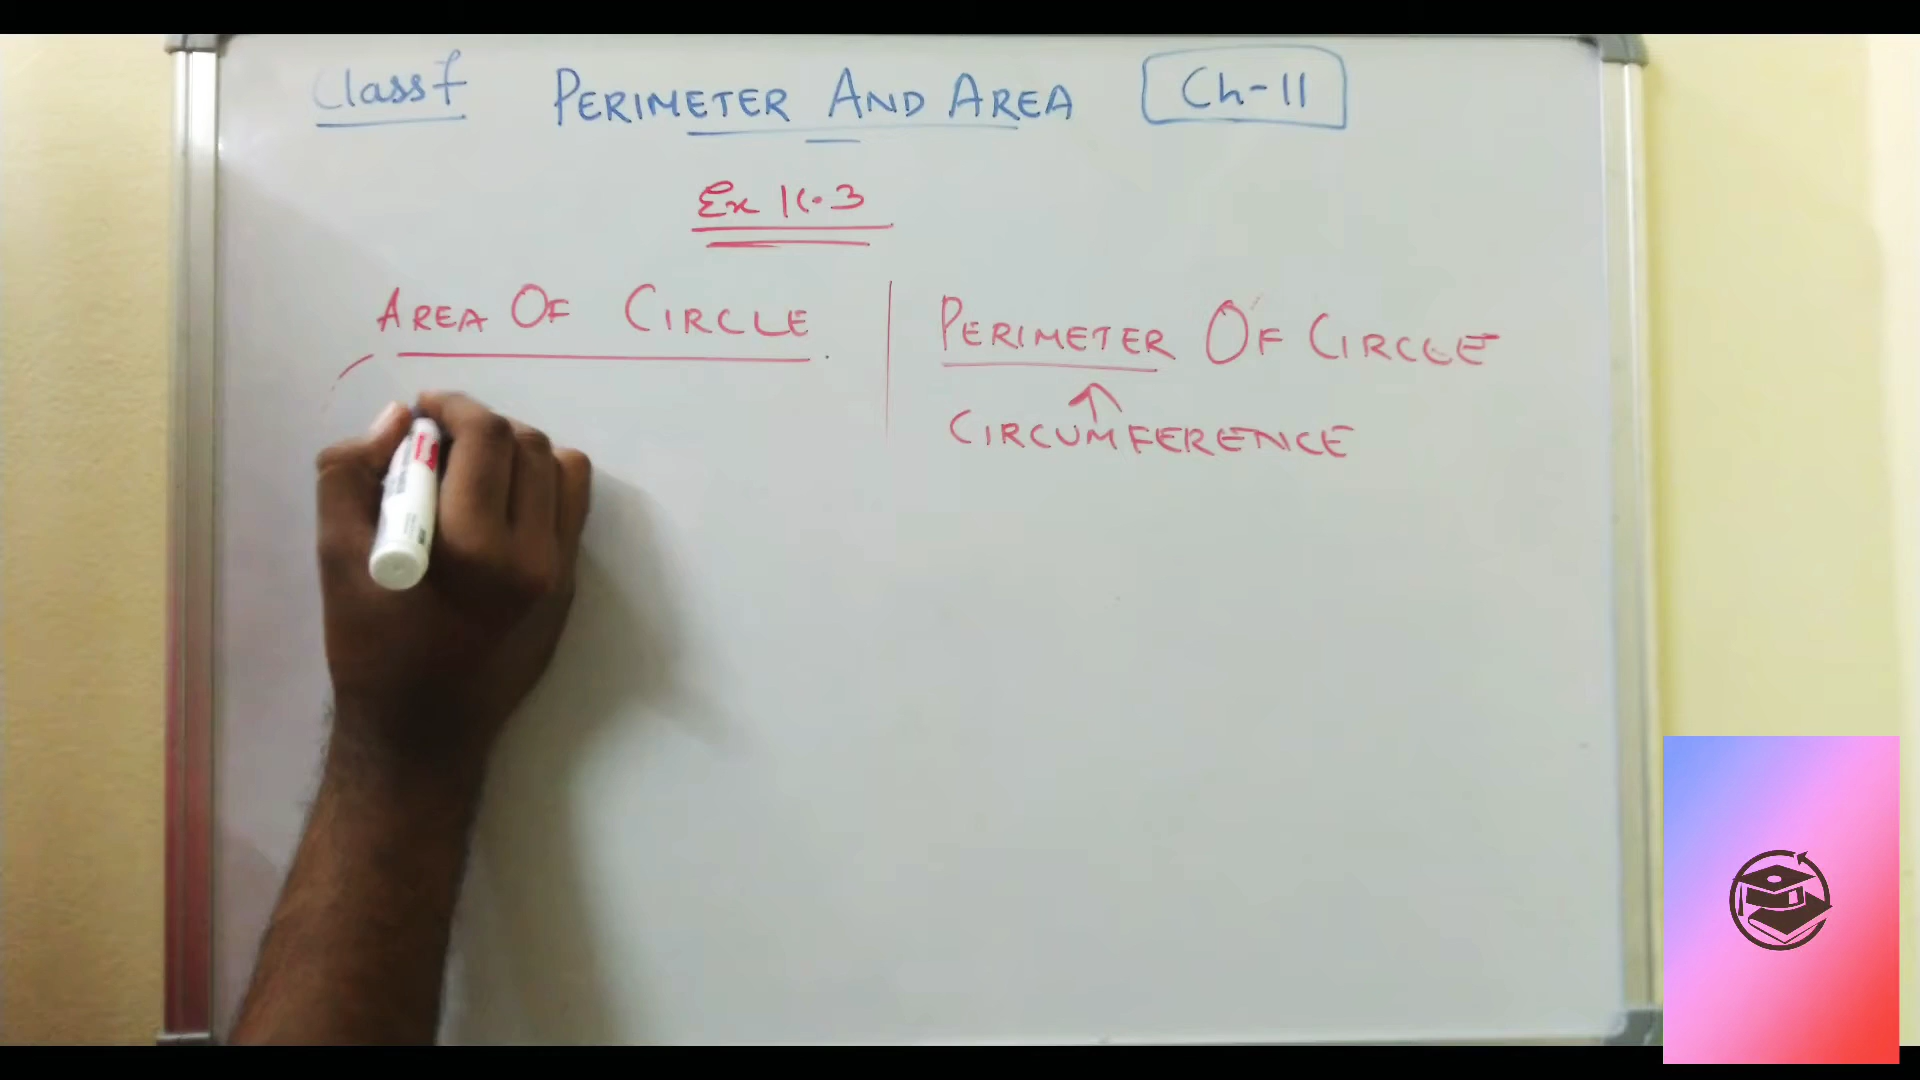 Class 7 PERIMETER AND AREA Ch-11
Ex 11.3
AREA OF CIRCLE
PERIMETER OF CIRCLE
CIRCUMFERENCE